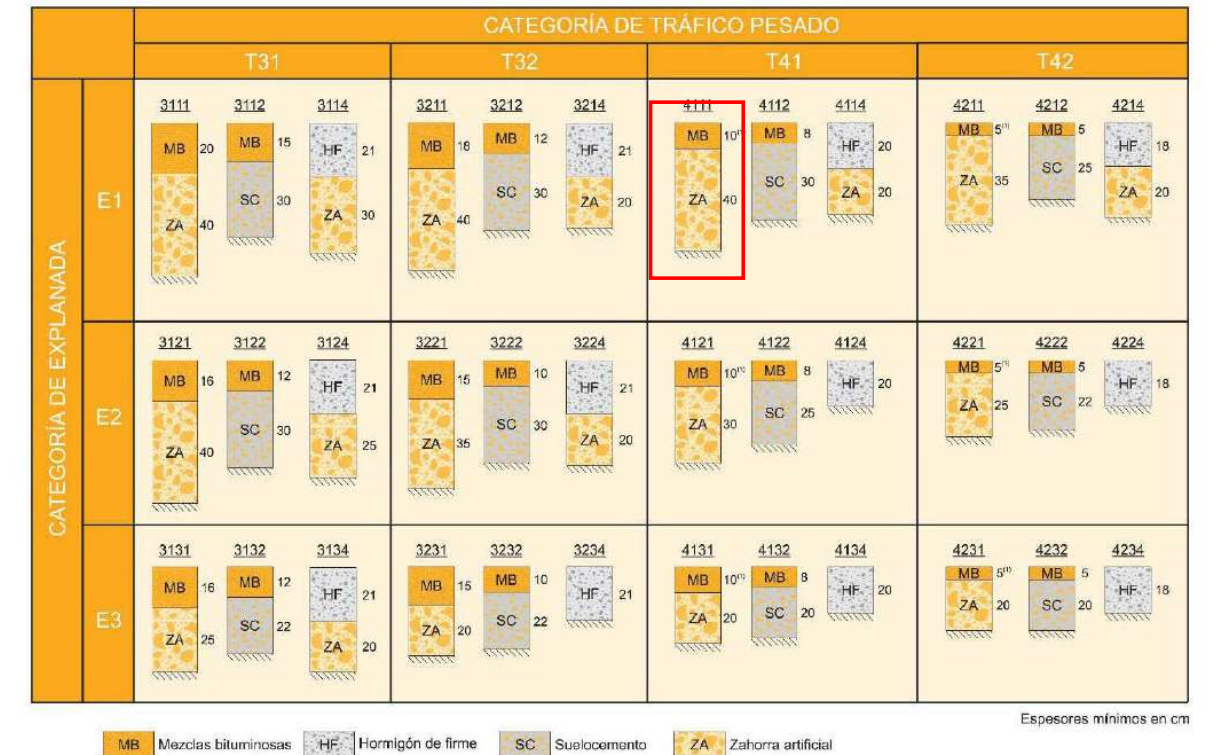 CATEGORÍA DE TRÁFICO PESADO
T31 T32 T41 T42
CATEGORÍA DE EXPLANADA
E1
3111 3112 3114 3211 3212 3214 4111 4112 4114 4211 4212 4214
MB 20 MB 15 HF 21 MB 18 MB 12 HF 21 MB 10(1) MB 8 HF 20 MB 5(1) MB 5 HF 18
ZA 40 SC 30 ZA 30 ZA 40 SC 30 ZA 20 ZA 40 SC 30 ZA 20 ZA 35 SC 25 ZA 20
E2
3121 3122 3124 3221 3222 3224 4121 4122 4124 4221 4222 4224
MB 16 MB 12 HF 21 MB 15 MB 10 HF 21 MB 10(1) MB 8 HF 20 MB 5(1) MB 5 HF 18
ZA 40 SC 30 ZA 25 ZA 35 SC 30 ZA 20 ZA 30 SC 25 ZA 25 SC 22
E3
3131 3132 3134 3231 3232 3234 4131 4132 4134 4231 4232 4234
MB 16 MB 12 HF 21 MB 15 MB 10 HF 21 MB 10(1) MB 8 HF 20 MB 5(1) MB 5 HF 18
ZA 25 SC 22 ZA 20 ZA 20 SC 22 ZA 20 SC 20 ZA 20 SC 20
Espesores mínimos en cm
MB Mezclas bituminosas HF Hormigón de firme SC Suelocemento ZA Zahorra artificial